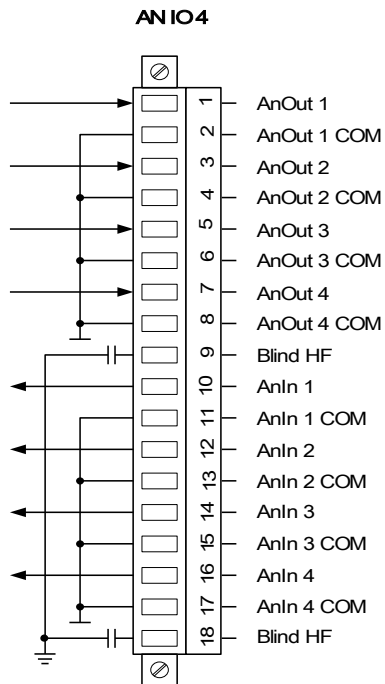 AN IO4
1 AnOut 1
2 AnOut 1 COM
3 AnOut 2
4 AnOut 2 COM
5 AnOut 3
6 AnOut 3 COM
7 AnOut 4
8 AnOut 4 COM
9 Blind HF
10 AnIn 1
11 AnIn 1 COM
12 AnIn 2
13 AnIn 2 COM
14 AnIn 3
15 AnIn 3 COM
16 AnIn 4
17 AnIn 4 COM
18 Blind HF